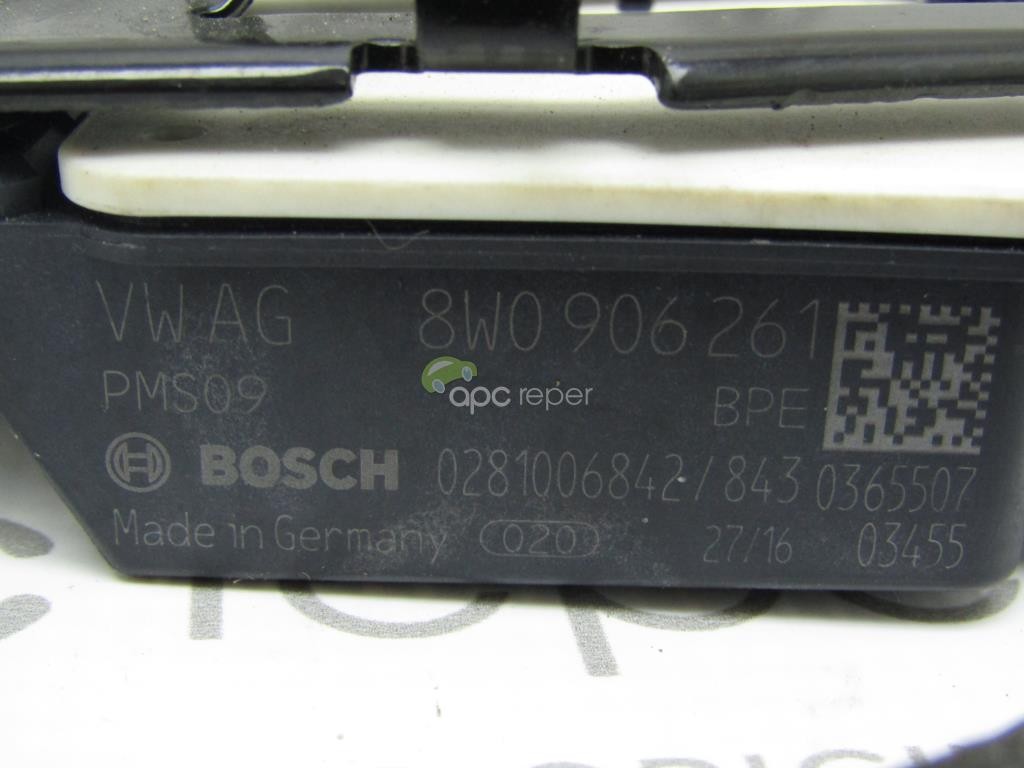 VW AG 8W0 906 261
PMS09 BPE
apc reper
BOSCH 0281006842/843 0365507
Made in Germany 020 27/16 03455